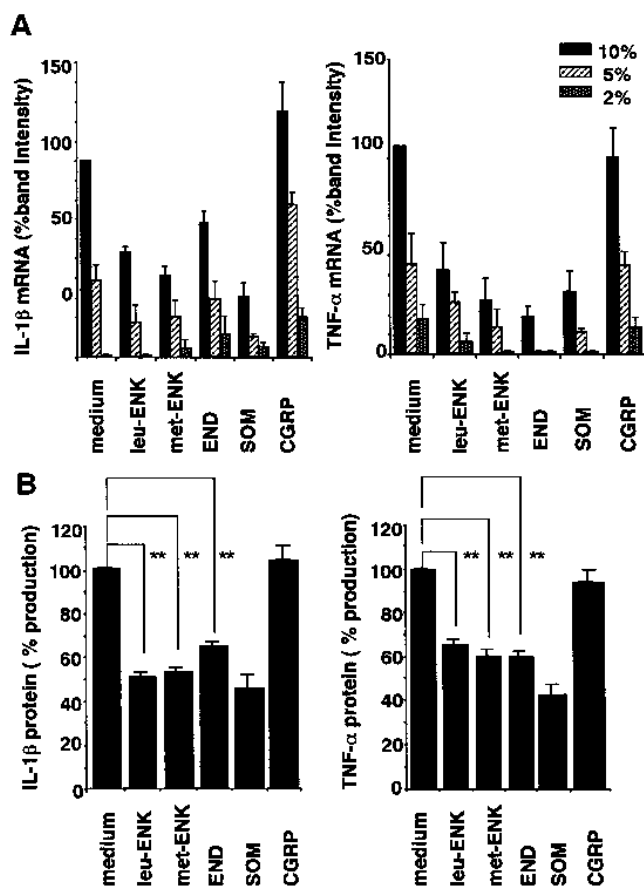 A
IL-1β mRNA (%band Intensity)
150
100
50
0
medium
leu-ENK
met-ENK
END
SOM
CGRP
TNF-α mRNA (%band Intensity)
150
100
50
0
10%
5%
2%
medium
leu-ENK
met-ENK
END
SOM
CGRP
B
IL-1β protein ( % production)
120
100
80
60
40
20
0
** ** **
medium
leu-ENK
met-ENK
END
SOM
CGRP
TNF-α protein ( % production)
120
100
80
60
40
20
0
** ** **
medium
leu-ENK
met-ENK
END
SOM
CGRP